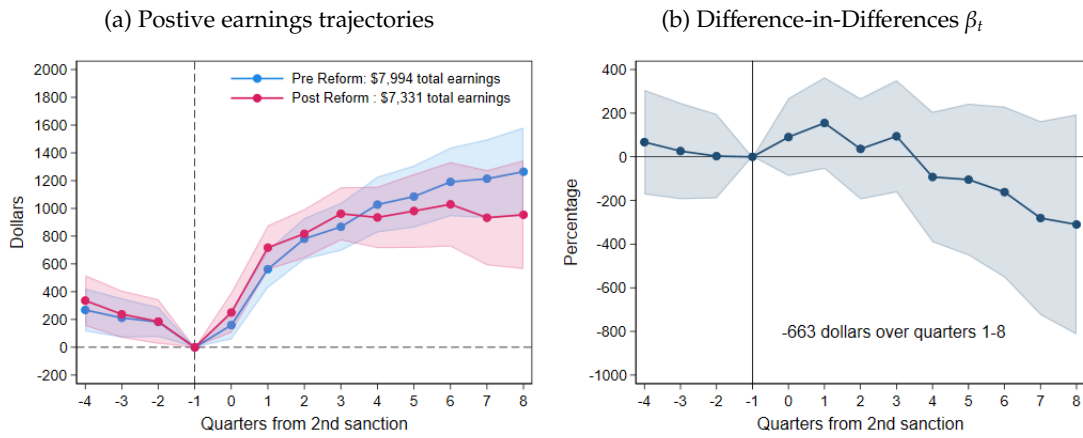 (a) Postive earnings trajectories
Dollars
2000
1800
1600
1400
1200
1000
800
600
400
200
0
-200
Pre Reform: $7,994 total earnings
Post Reform : $7,331 total earnings
-4 -3 -2 -1 0 1 2 3 4 5 6 7 8
Quarters from 2nd sanction
(b) Difference-in-Differences βt
Percentage
400
200
0
-200
-400
-600
-800
-1000
-663 dollars over quarters 1-8
-4 -3 -2 -1 0 1 2 3 4 5 6 7 8
Quarters from 2nd sanction